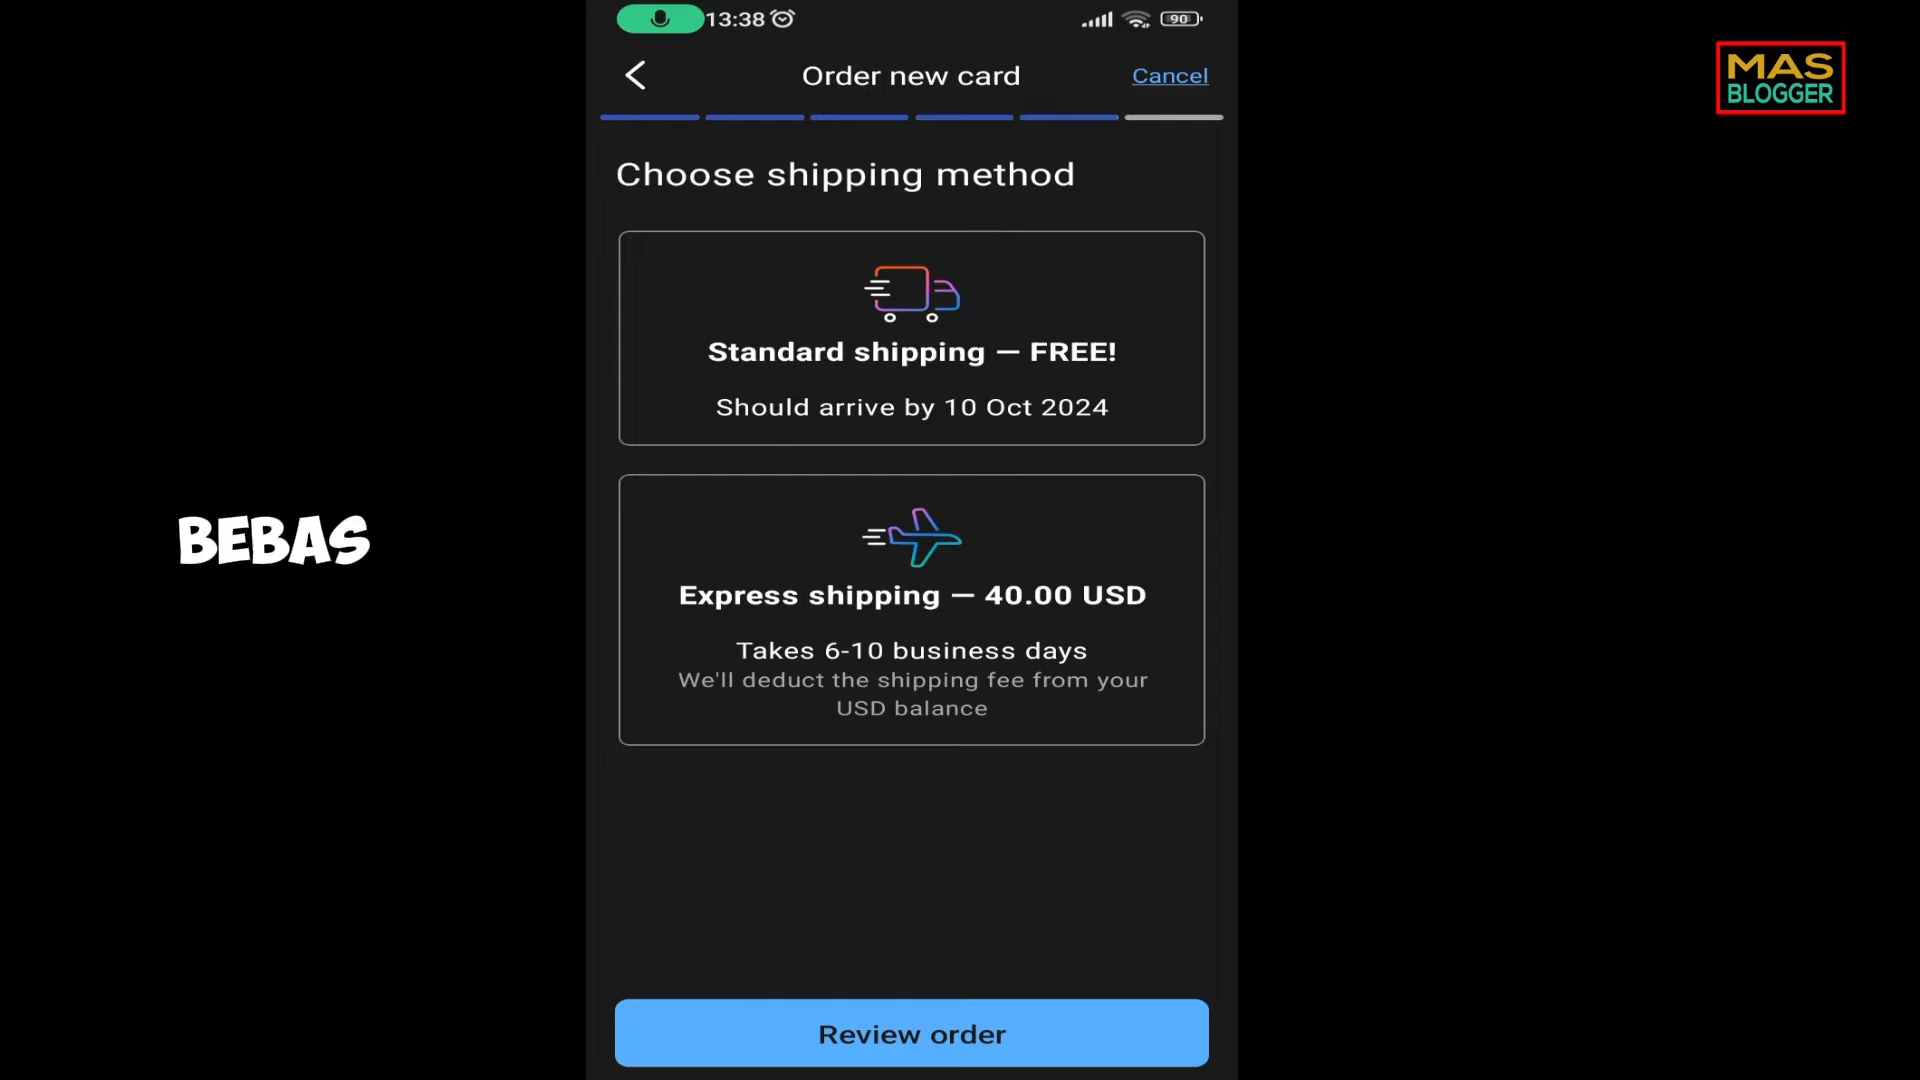 13:38
90
Order new card
Cancel
MAS
BLOGGER
Choose shipping method
Standard shipping — FREE!
Should arrive by 10 Oct 2024
BEBAS
Express shipping — 40.00 USD
Takes 6-10 business days
We'll deduct the shipping fee from your
USD balance
Review order